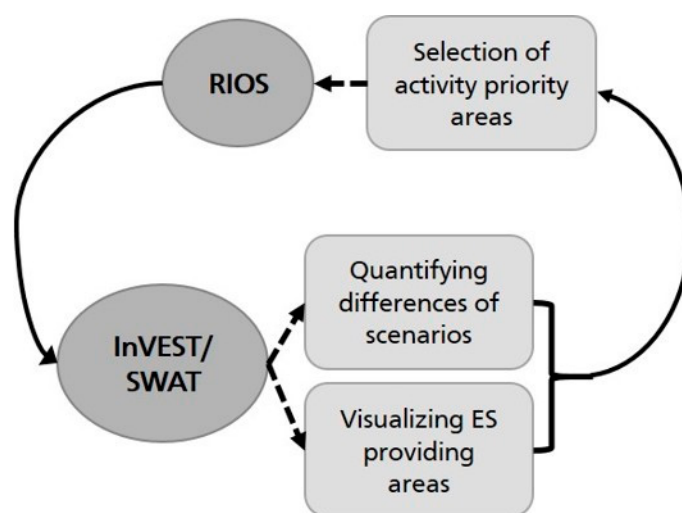 RIOS
Selection of
activity priority
areas
InVEST/
SWAT
Quantifying
differences of
scenarios
Visualizing ES
providing
areas